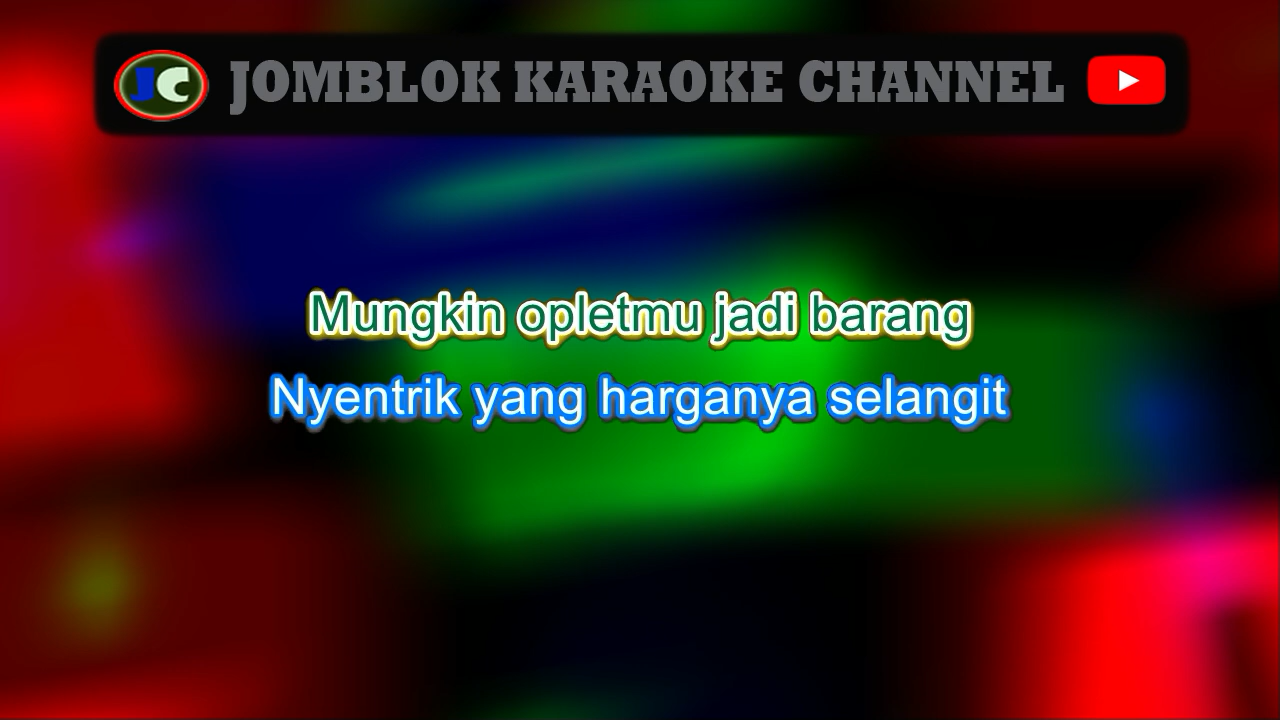 JC JOMBLOK KARAOKE CHANNEL
Mungkin opletmu jadi barang
Nyentrik yang harganya selangit